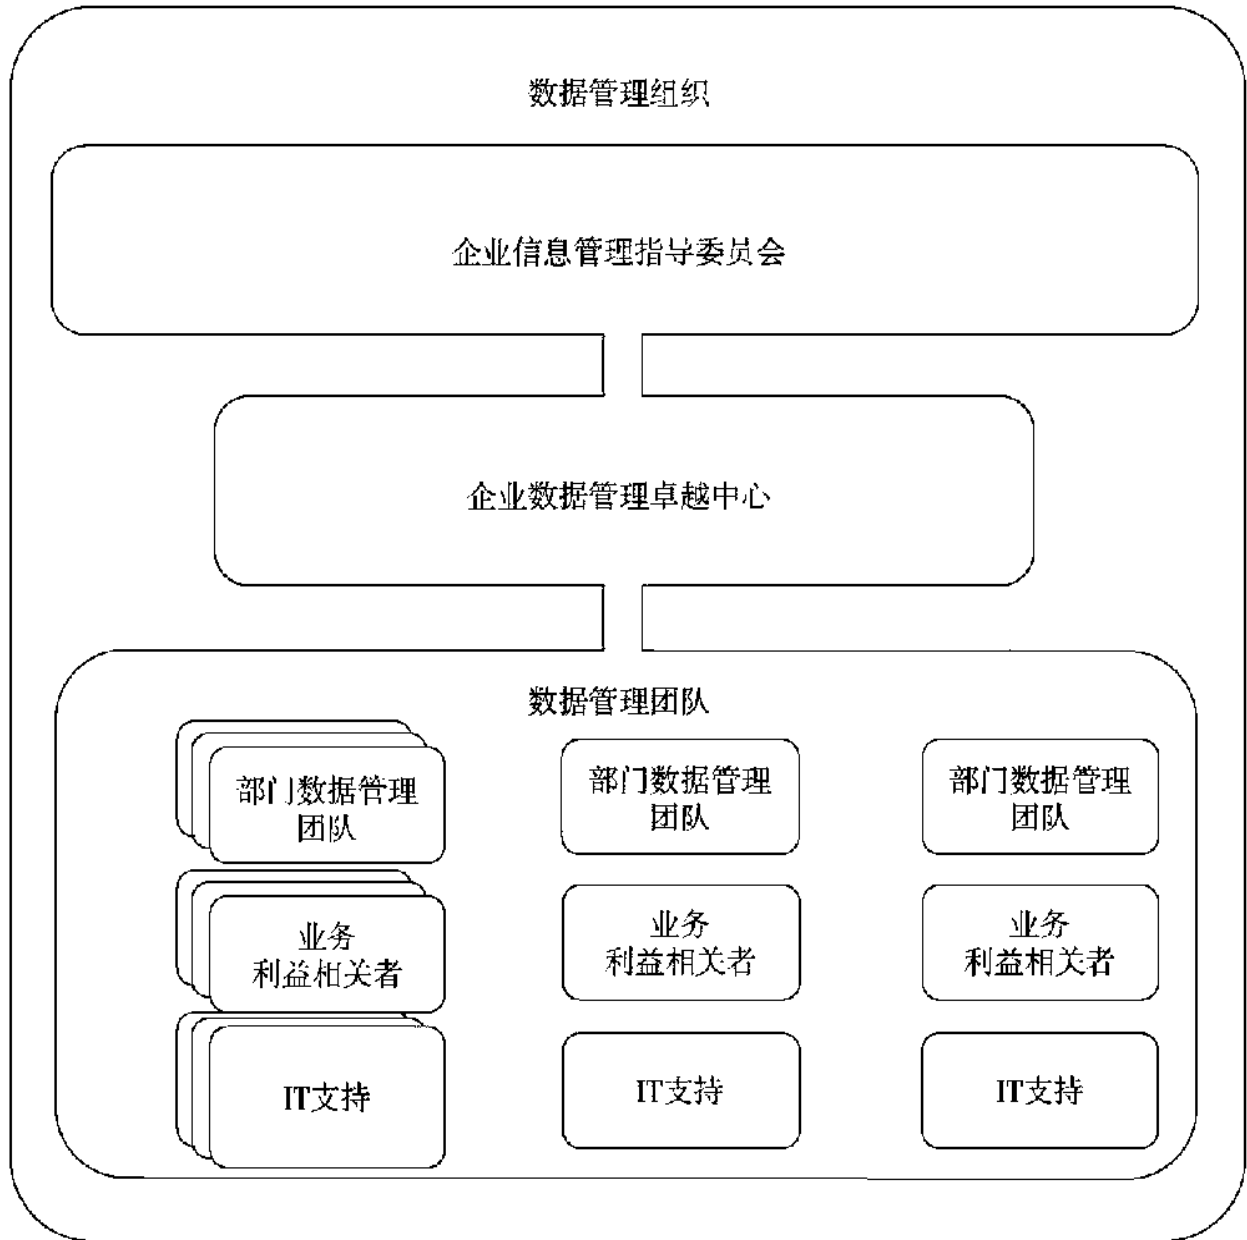 数据管理组织
企业信息管理指导委员会
企业数据管理卓越中心
数据管理团队
部门数据管理
团队
部门数据管理
团队
部门数据管理
团队
业务
利益相关者
业务
利益相关者
业务
利益相关者
IT支持
IT支持
IT支持